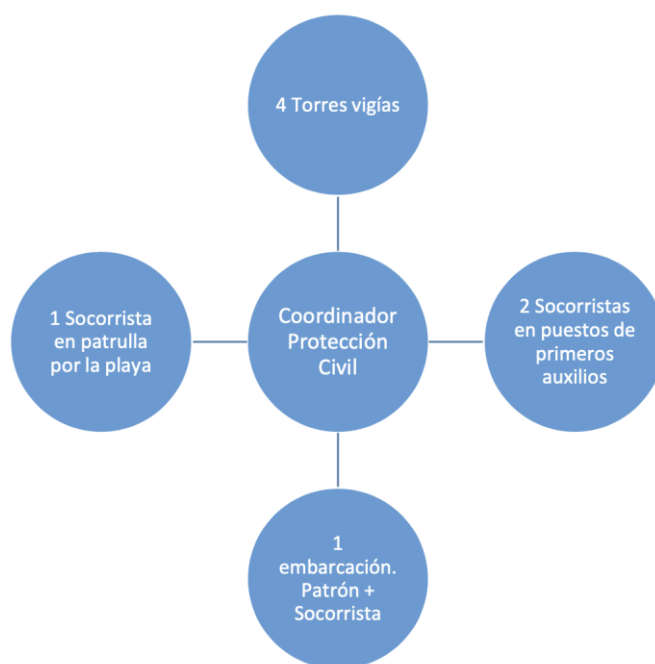 4 Torres vigías
1 Socorrista
en patrulla
por la playa
Coordinador
Protección
Civil
2 Socorristas
en puestos de
primeros
auxilios
1
embarcación.
Patrón +
Socorrista